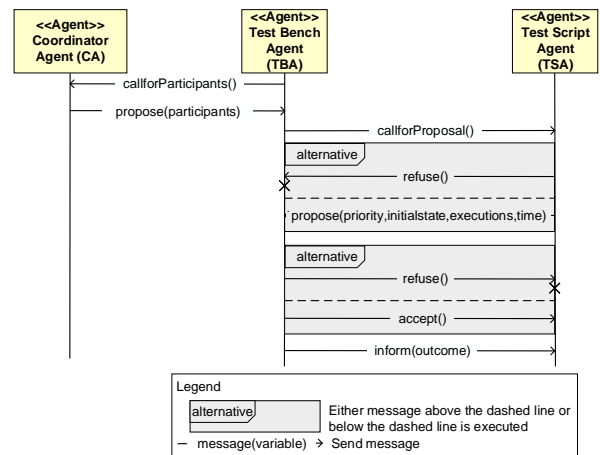 <<Agent>>
Coordinator
Agent (CA)
<<Agent>>
Test Bench
Agent
(TBA)
<<Agent>>
Test Script
Agent
(TSA)
callforParticipants()
propose(participants)
callforProposal()
alternative
refuse()
propose(priority,initialstate,executions,time)
alternative
refuse()
accept()
inform(outcome)
Legend
alternative
Either message above the dashed line or
below the dashed line is executed
message(variable)
Send message